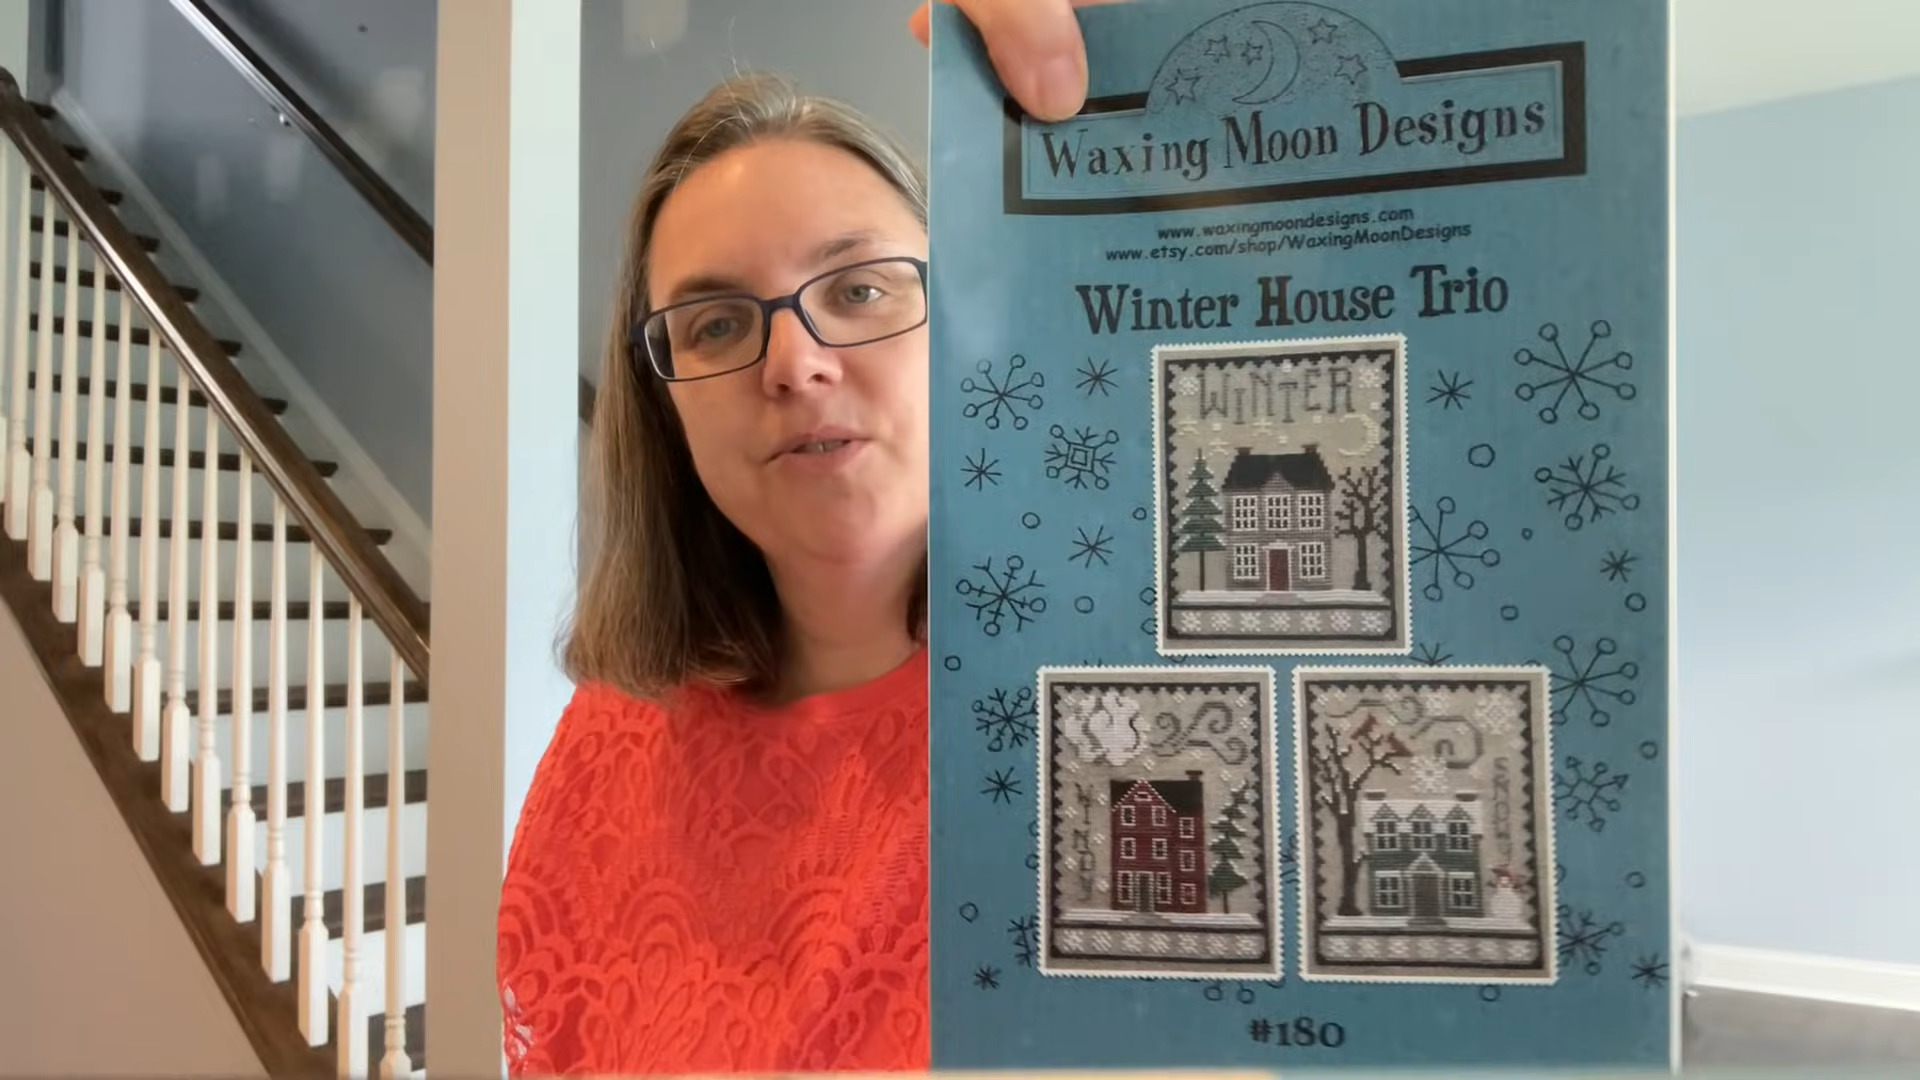 Waxing Moon Designs
www.waxingmoondesigns.com
www.etsy.com/shop/WaxingMoonDesigns
Winter House Trio
WiNTER
WINDY
SNOWY
#180